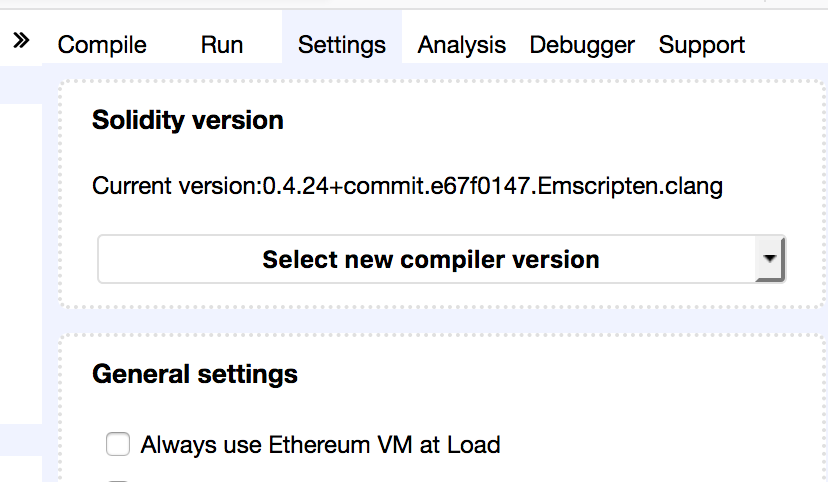 » Compile Run Settings Analysis Debugger Support
Solidity version
Current version:0.4.24+commit.e67f0147.Emscripten.clang
Select new compiler version
General settings
Always use Ethereum VM at Load